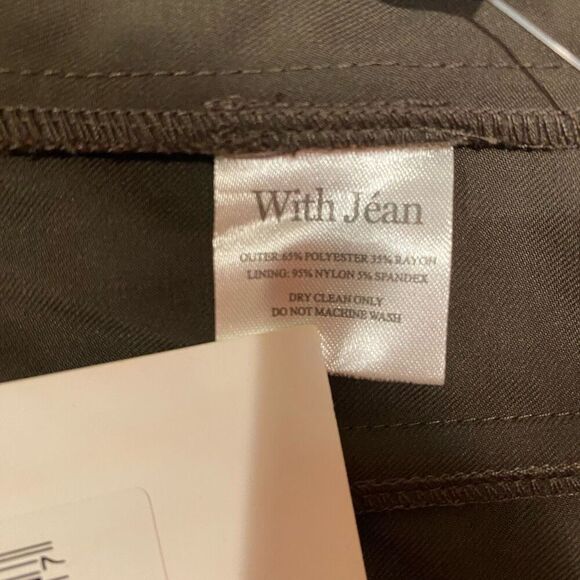 With Jéan
OUTER:65% POLYESTER 35% RAYON
LINING: 95% NYLON 5% SPANDEX
DRY CLEAN ONLY
DO NOT MACHINE WASH
7